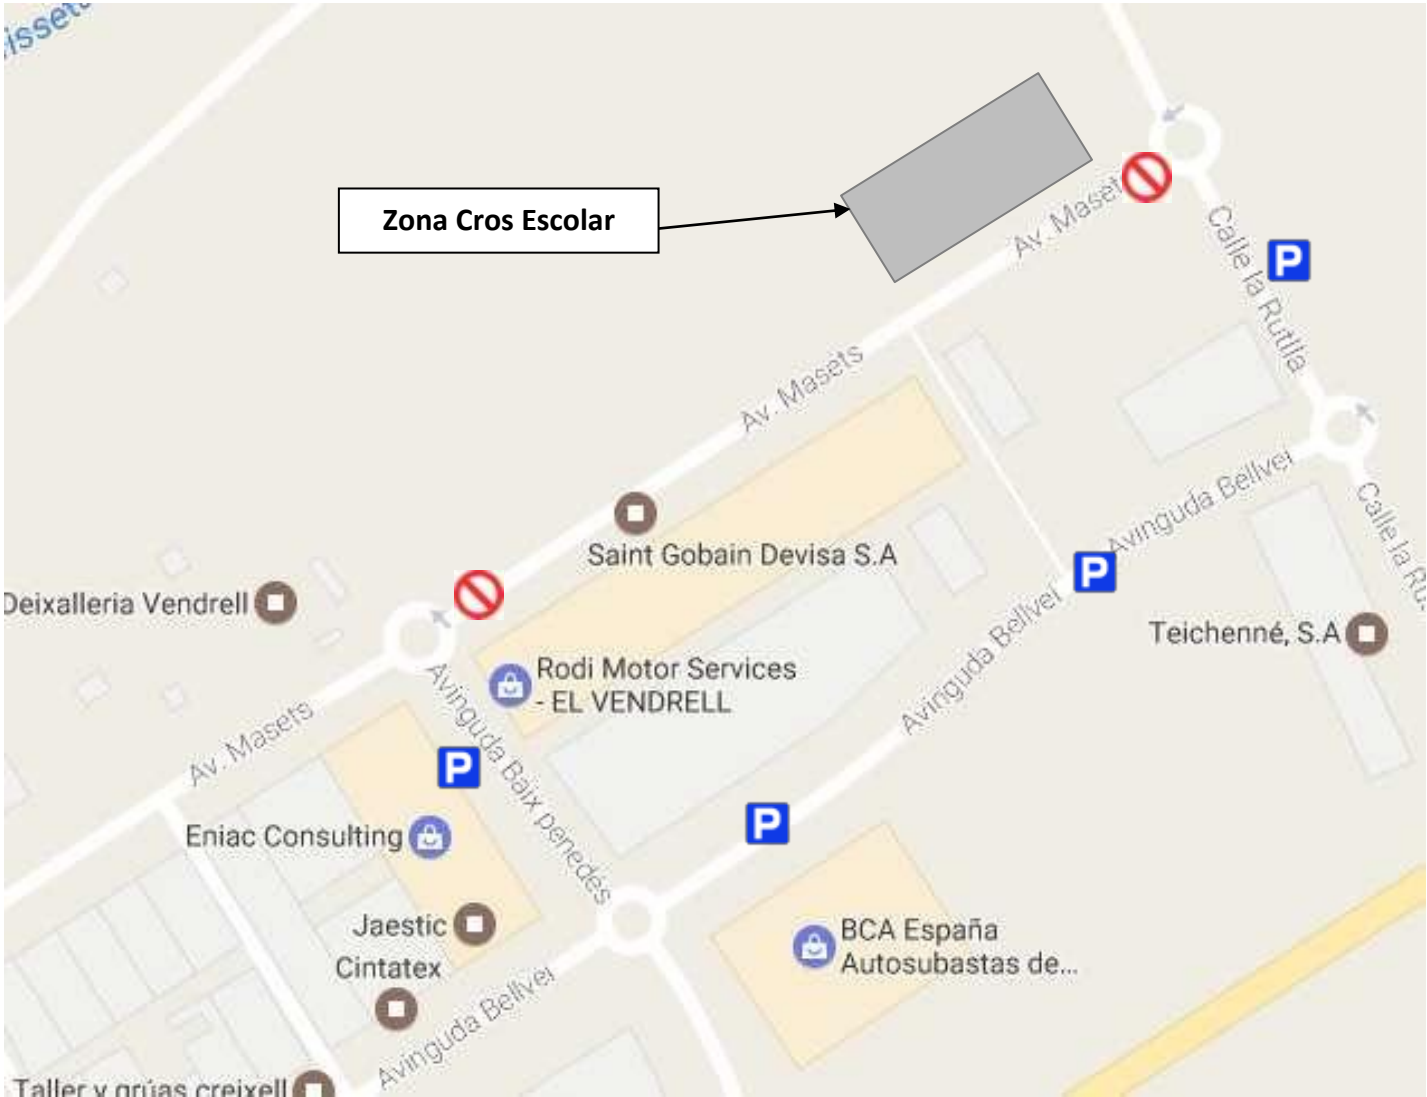 isset
Zona Cros Escolar
Av. Masets
Calle la Rutlla
P
Av. Masets
Avinguda Bellvei
Calle la Ru
Saint Gobain Devisa S.A
P
Deixalleria Vendrell
Teichenné, S.A
Rodi Motor Services
- EL VENDRELL
Avinguda Bellvei
Av. Masets
Avinguda Baix penedés
P
P
Eniac Consulting
Jaestic
BCA España
Autosubastas de...
Cintatex
Avinguda Bellvei
Taller y grúas creixell